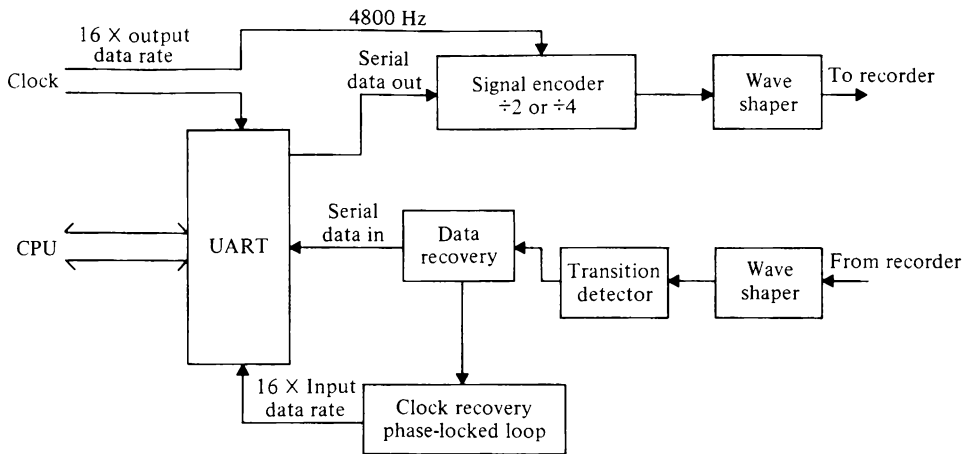 4800 Hz
16 X output
data rate
Clock
Serial
data out
Signal encoder
÷2 or ÷4
Wave
shaper
To recorder
CPU
UART
Serial
data in
Data
recovery
Transition
detector
Wave
shaper
From recorder
16 X Input
data rate
Clock recovery
phase-locked loop